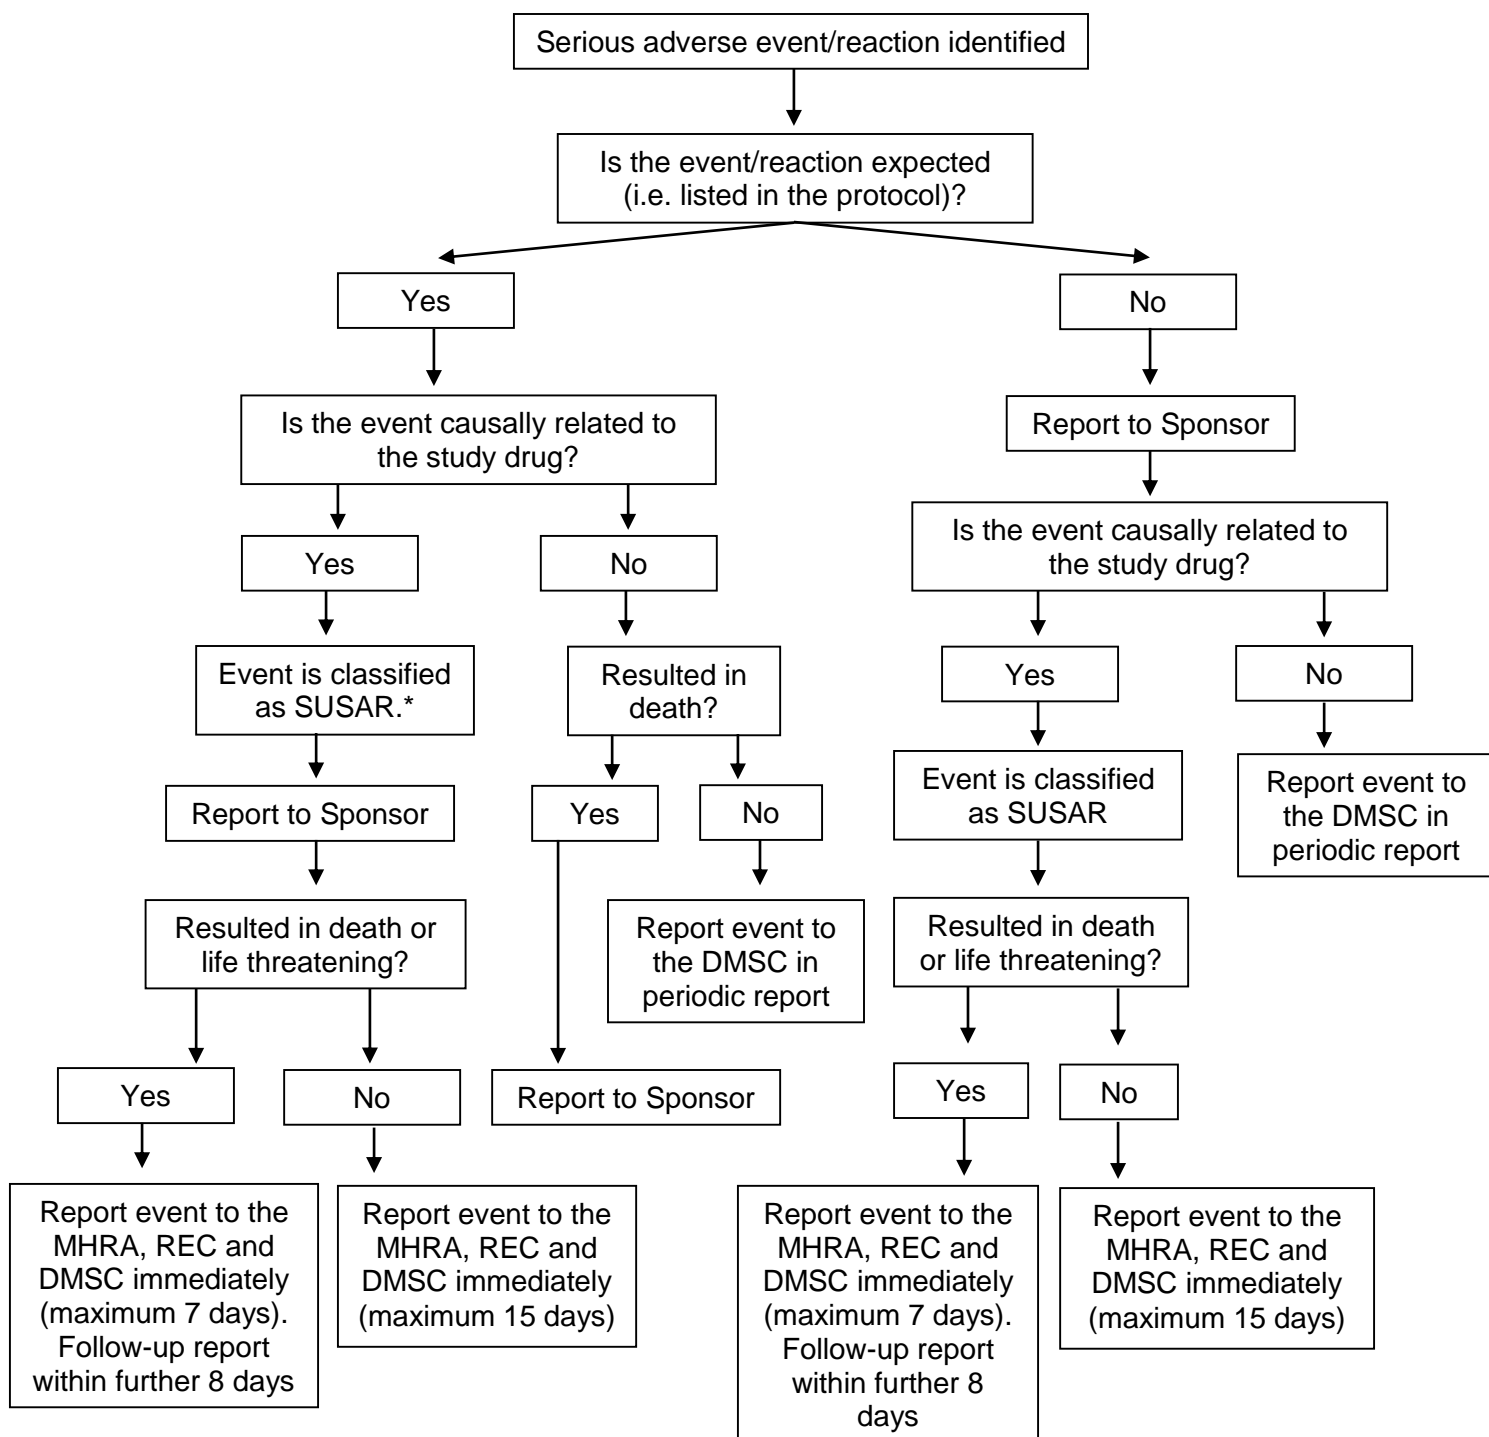 Serious adverse event/reaction identified
Is the event/reaction expected
(i.e. listed in the protocol)?
Yes
No
Is the event causally related to
the study drug?
Report to Sponsor
Yes
No
Is the event causally related to
the study drug?
Event is classified
as SUSAR.*
Resulted in
death?
Yes
No
Report to Sponsor
Yes
No
Event is classified
as SUSAR
Report event to
the DMSC in
periodic report
Resulted in death or
life threatening?
Report event to
the DMSC in
periodic report
Resulted in death
or life threatening?
Yes
No
Report to Sponsor
Yes
No
Report event to the
MHRA, REC and
DMSC immediately
(maximum 7 days).
Follow-up report
within further 8 days
Report event to the
MHRA, REC and
DMSC immediately
(maximum 15 days)
Report event to the
MHRA, REC and
DMSC immediately
(maximum 7 days).
Follow-up report
within further 8
days
Report event to the
MHRA, REC and
DMSC immediately
(maximum 15 days)